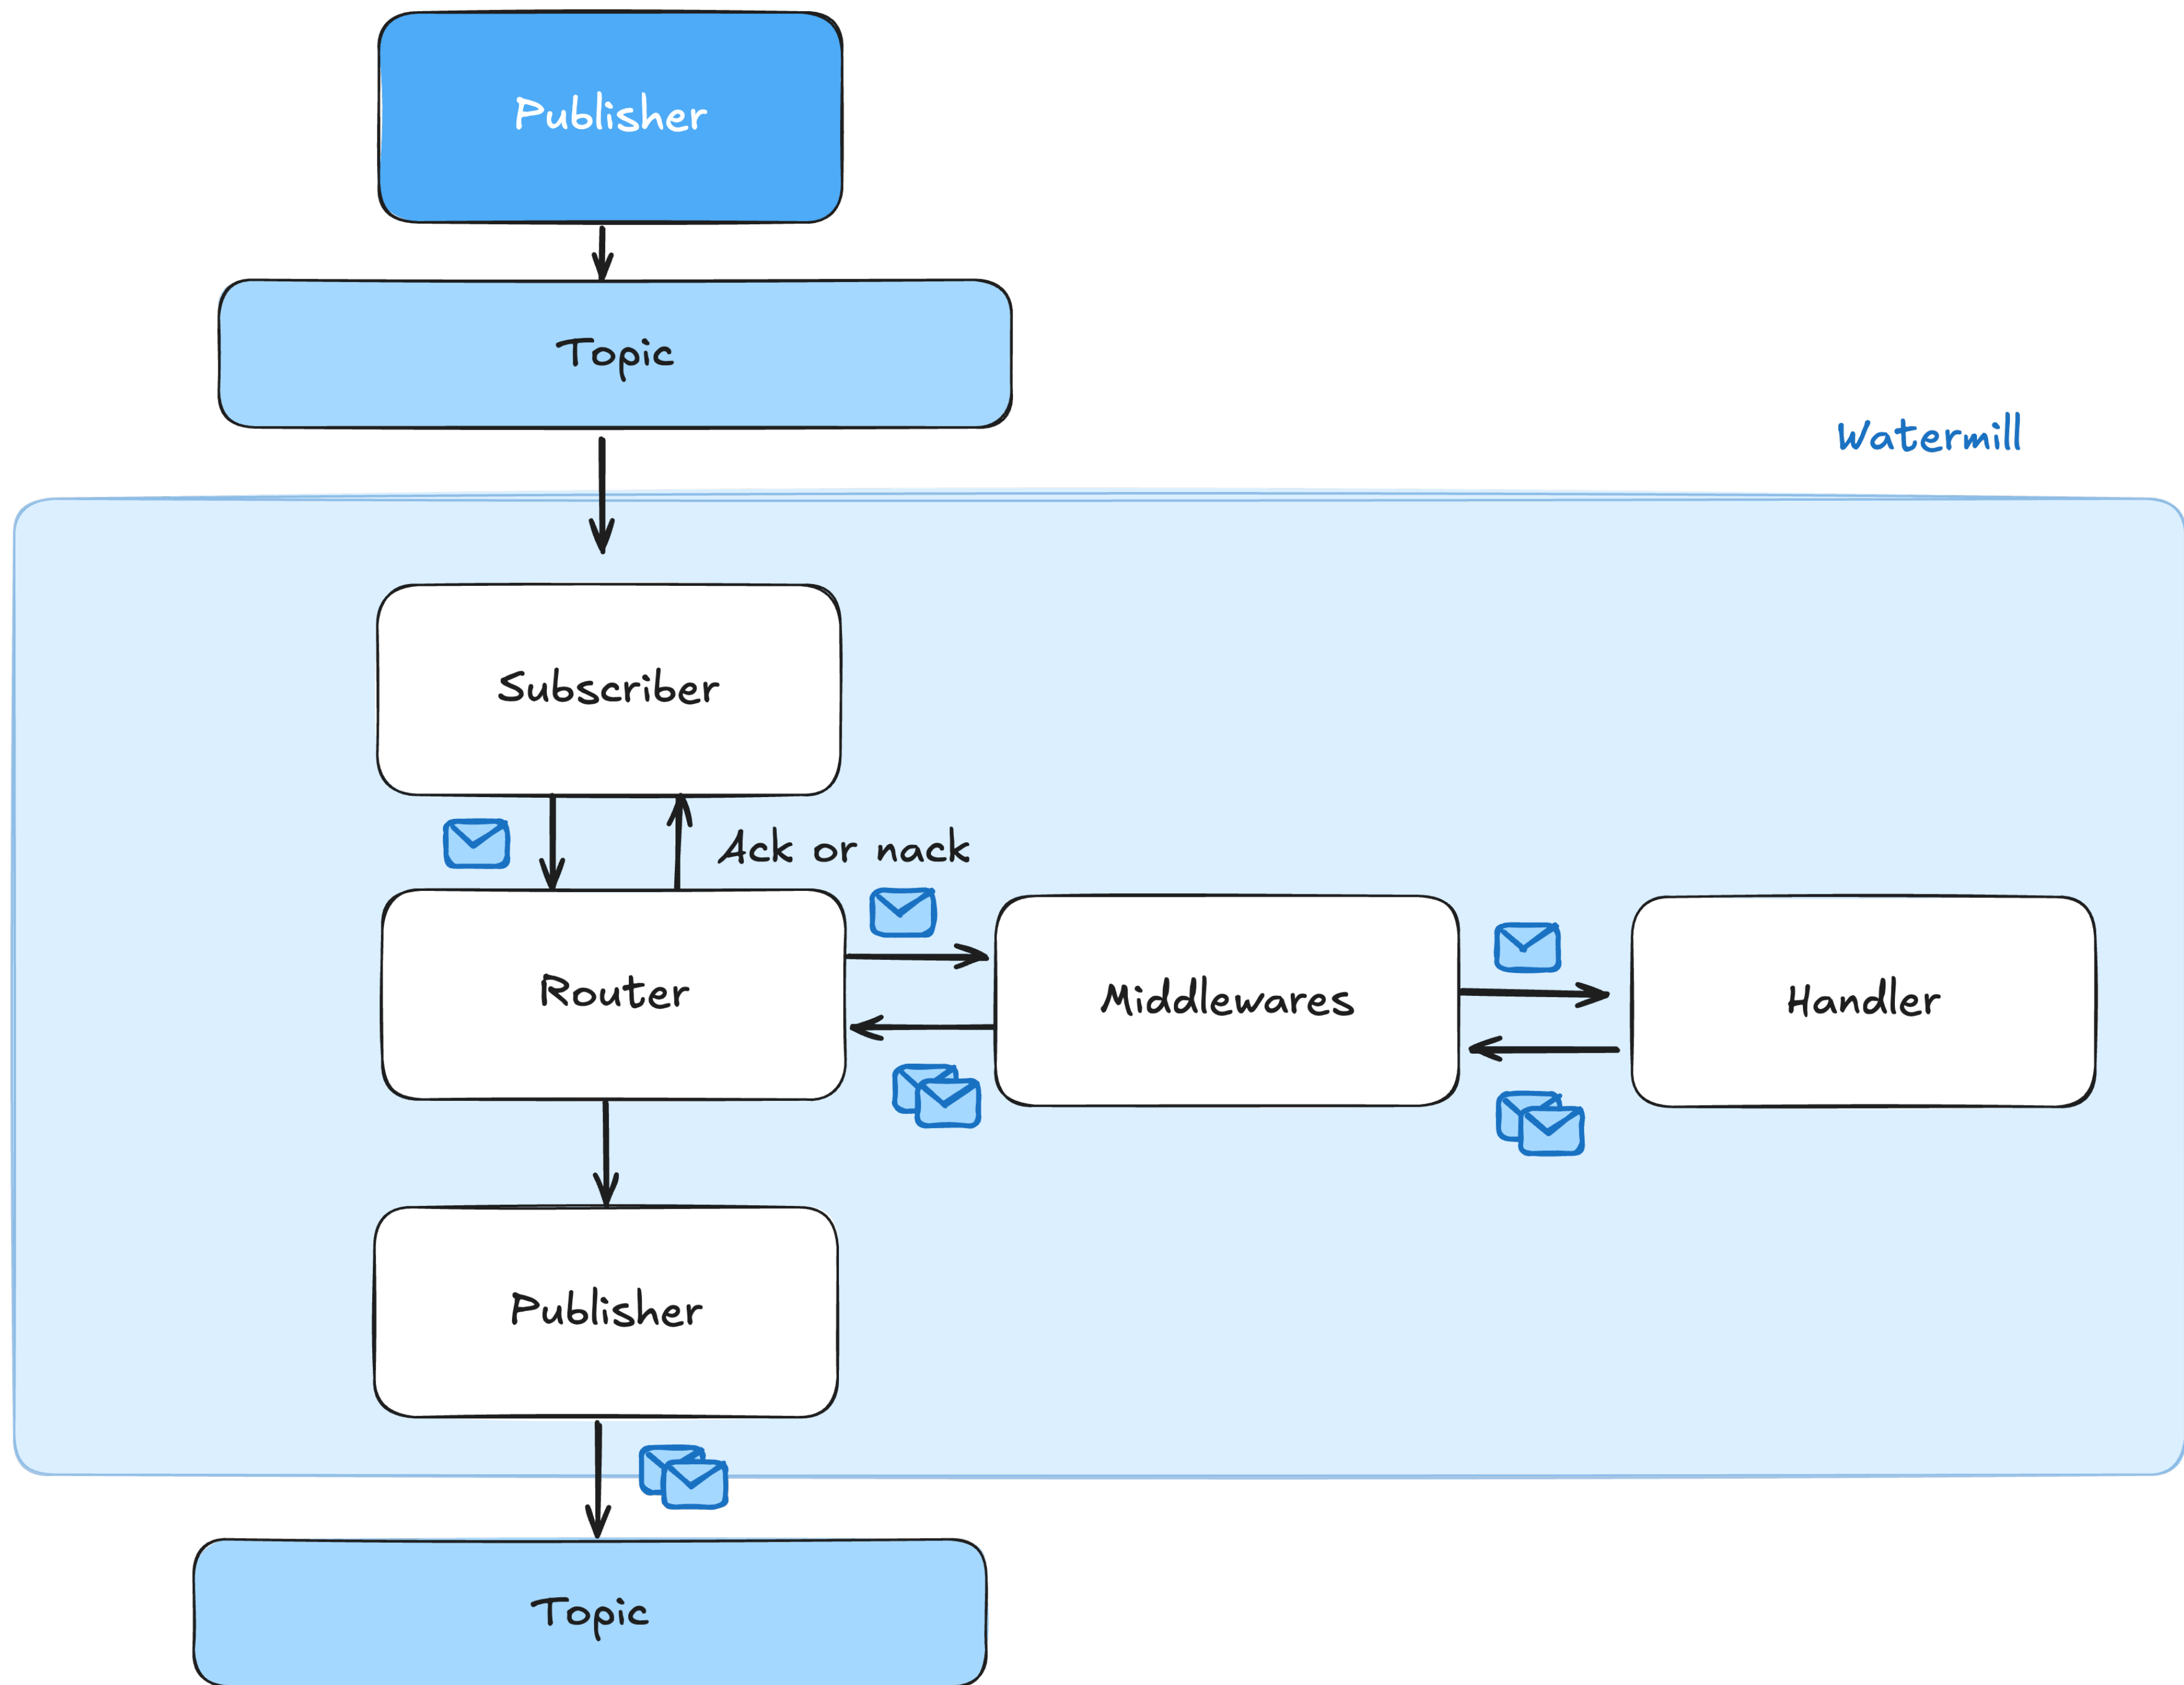 Publisher
Topic
Watermill
Subscriber
Ack or nack
Router
Middlewares
Handler
Publisher
Topic